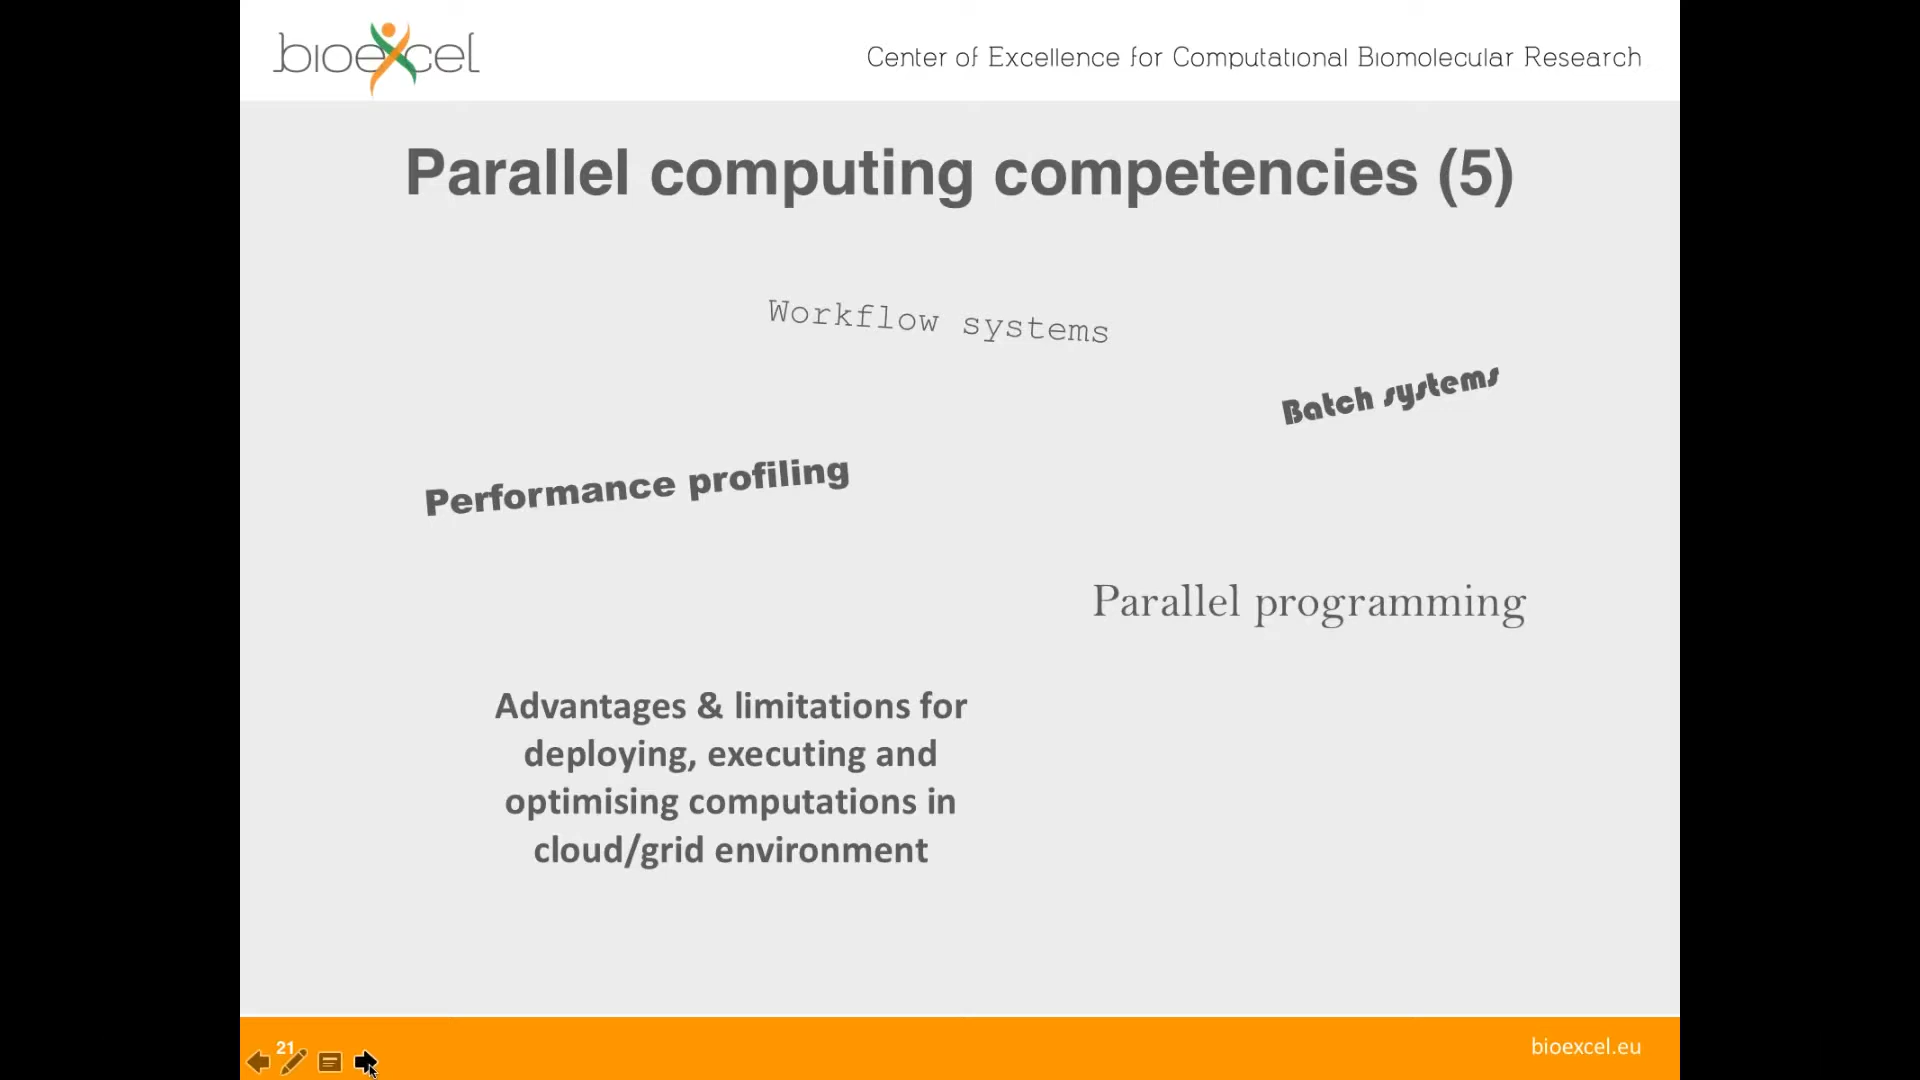 bioexcel
Center of Excellence for Computational Biomolecular Research
Parallel computing competencies (5)
Workflow systems
Batch systems
Performance profiling
Parallel programming
Advantages & limitations for
deploying, executing and
optimising computations in
cloud/grid environment
21
bioexcel.eu